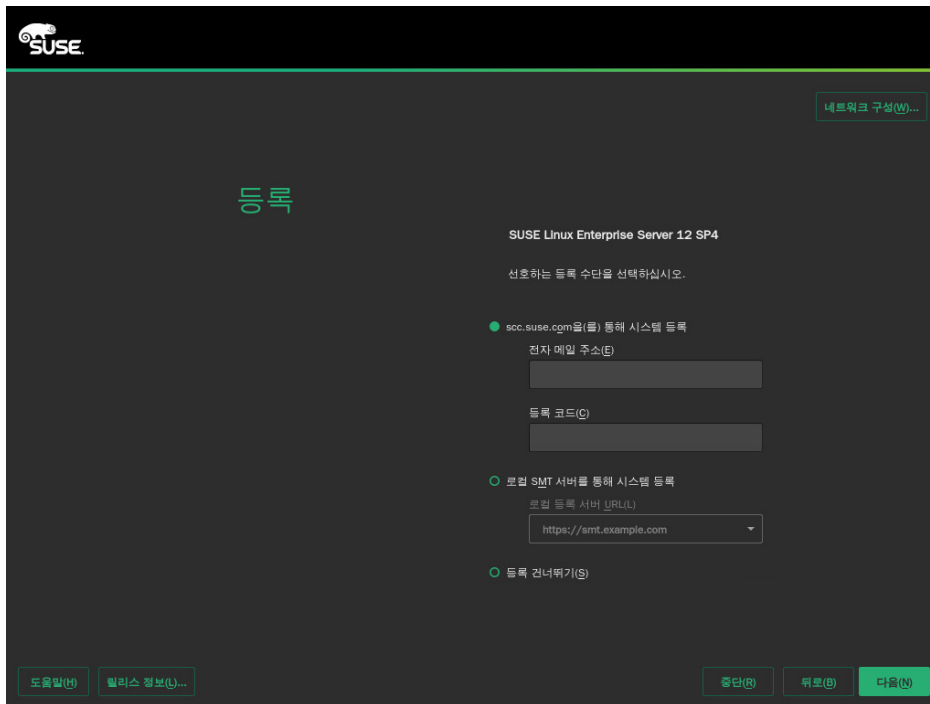 SUSE.
네트워크 구성(W)...
등록
SUSE Linux Enterprise Server 12 SP4
선호하는 등록 수단을 선택하십시오.
scc.suse.com을(를) 통해 시스템 등록
전자 메일 주소(E)
등록 코드(C)
로컬 SMT 서버를 통해 시스템 등록
로컬 등록 서버 URL(L)
https://smt.example.com
등록 건너뛰기(S)
도움말(H)
릴리스 정보(L)...
중단(R)
뒤로(B)
다음(N)